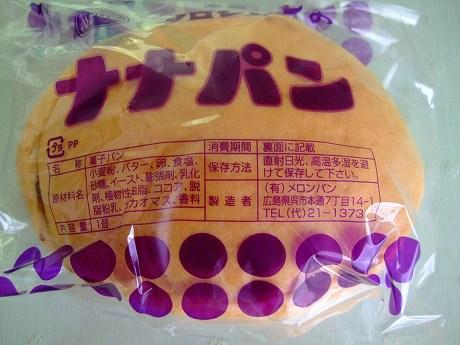 ナナパン
プラ PP
名称 菓子パン
原材料名 小麦粉、バター、卵、食塩、
砂糖、イースト、膨張剤、乳化
剤、植物性油脂、ココア、脱
脂粉乳、カカオマス、香料
内容量 1個
消費期間 裏面に記載
保存方法 直射日光、高温多湿を避
けて保存して下さい。
製造者 (有)メロンパン
広島県呉市本通7丁目14-1
TEL(代)21-1373